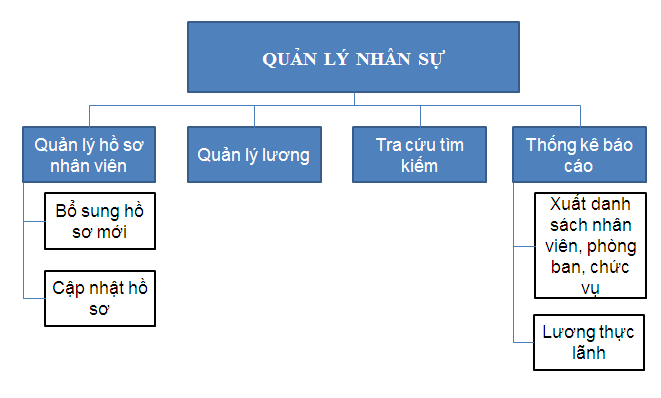 QUẢN LÝ NHÂN SỰ
Quản lý hồ sơ
nhân viên
Quản lý lương
Tra cứu tìm
kiếm
Thống kê báo
cáo
Bổ sung hồ
sơ mới
Cập nhật hồ
sơ
Xuất danh
sách nhân
viên, phòng
ban, chức
vụ
Lương thực
lãnh